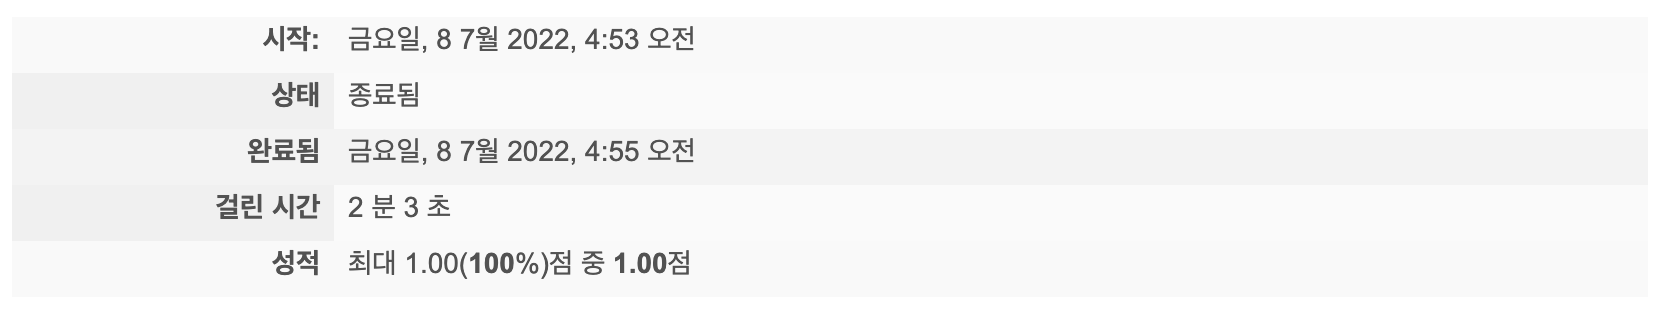 시작: 금요일, 8 7월 2022, 4:53 오전
상태 종료됨
완료됨 금요일, 8 7월 2022, 4:55 오전
걸린 시간 2 분 3 초
성적 최대 1.00(100%)점 중 1.00점